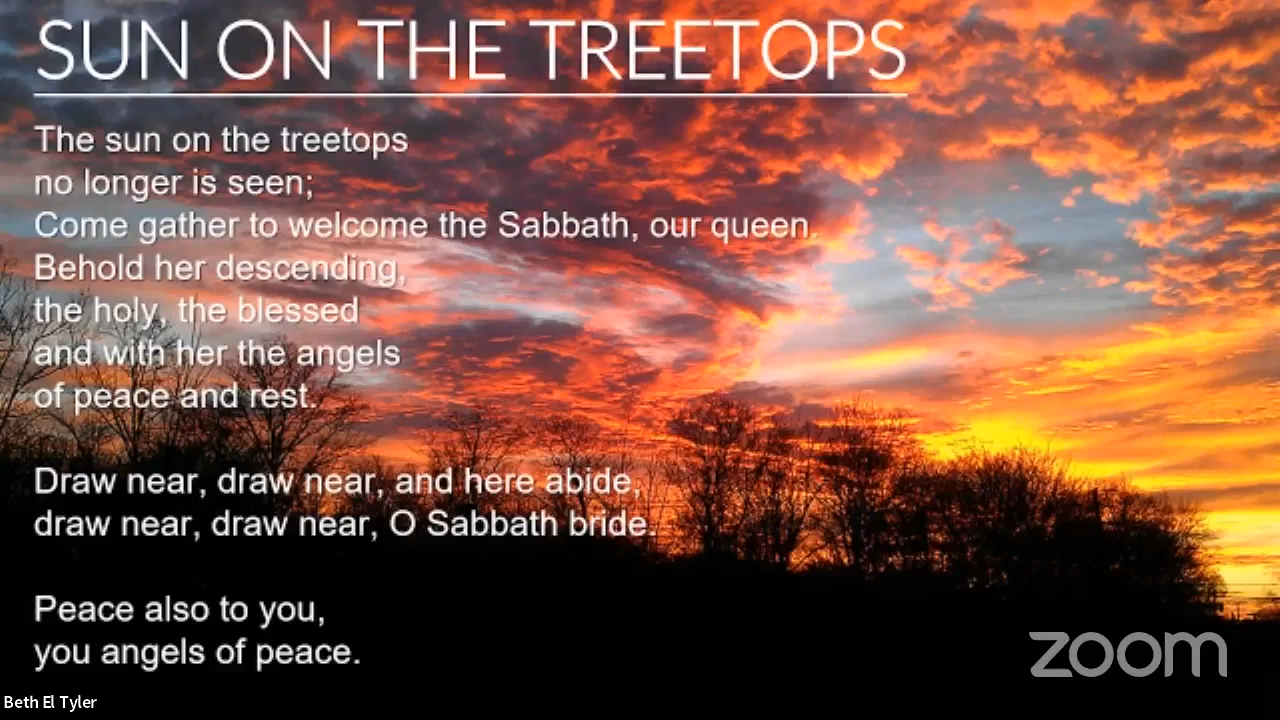 SUN ON THE TREETOPS
The sun on the treetops
no longer is seen;
Come gather to welcome the Sabbath, our queen.
Behold her descending,
the holy, the blessed
and with her the angels
of peace and rest.
Draw near, draw near, and here abide,
draw near, draw near, O Sabbath bride.
Peace also to you,
you angels of peace.
zoom
Beth El Tyler